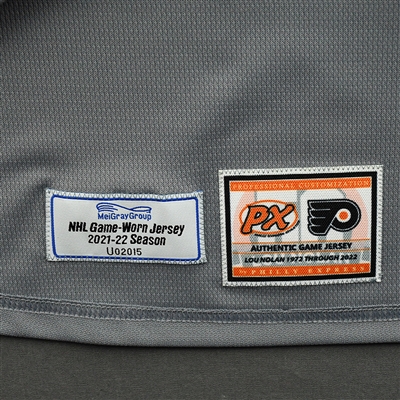 MeiGrayGroup
NHL Game-Worn Jersey
2021-22 Season
U02015
PROFESSIONAL CUSTOMIZATION
PX
AUTHENTIC GAME JERSEY
LOU NOLAN 1972 THROUGH 2022
by PHILLY EXPRESS